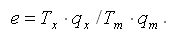 e = T_x · q_x / T_m · q_m .